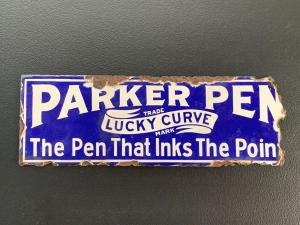 PARKER PEN
TRADE
LUCKY CURVE
MARK
The Pen That Inks The Poin